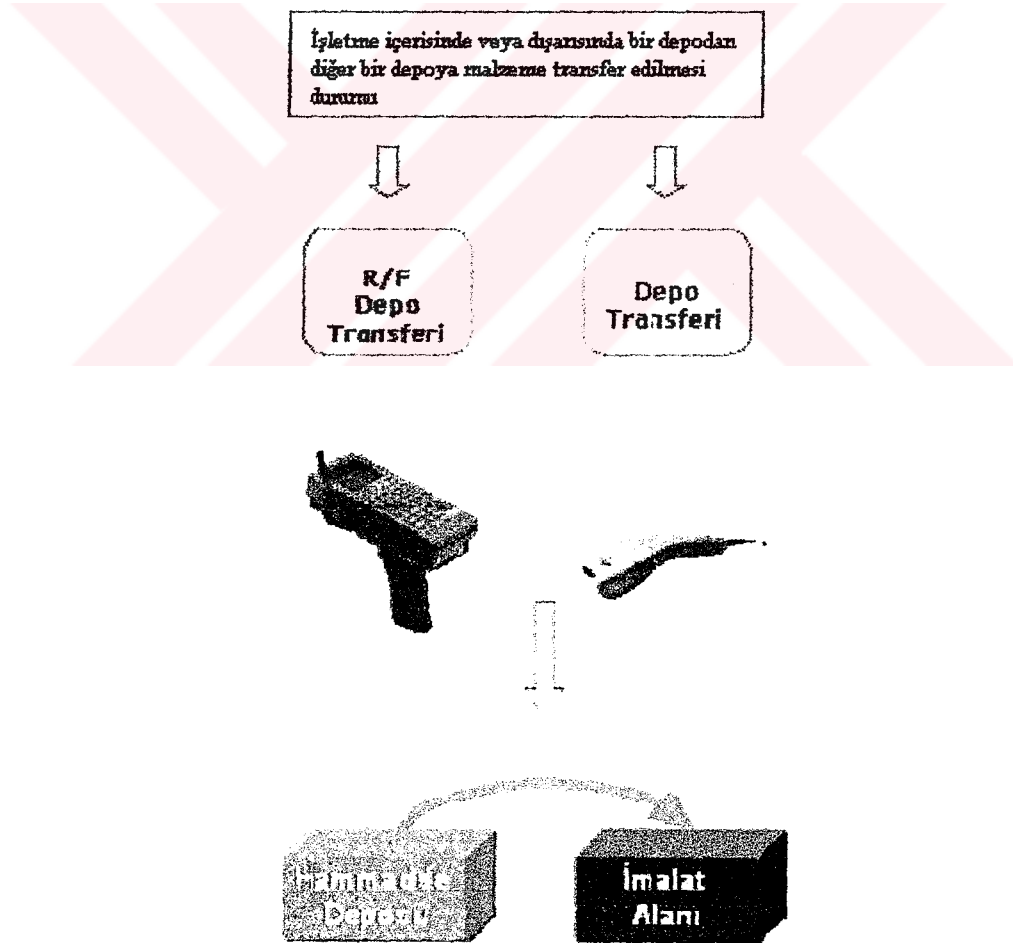 İşletme içerisinde veya dışarısında bir depodan
diğer bir depoya malzeme transfer edilmesi
durumu
R/F
Depo
Transferi
Depo
Transferi
Hammadde
Deposu
İmalat
Alanı